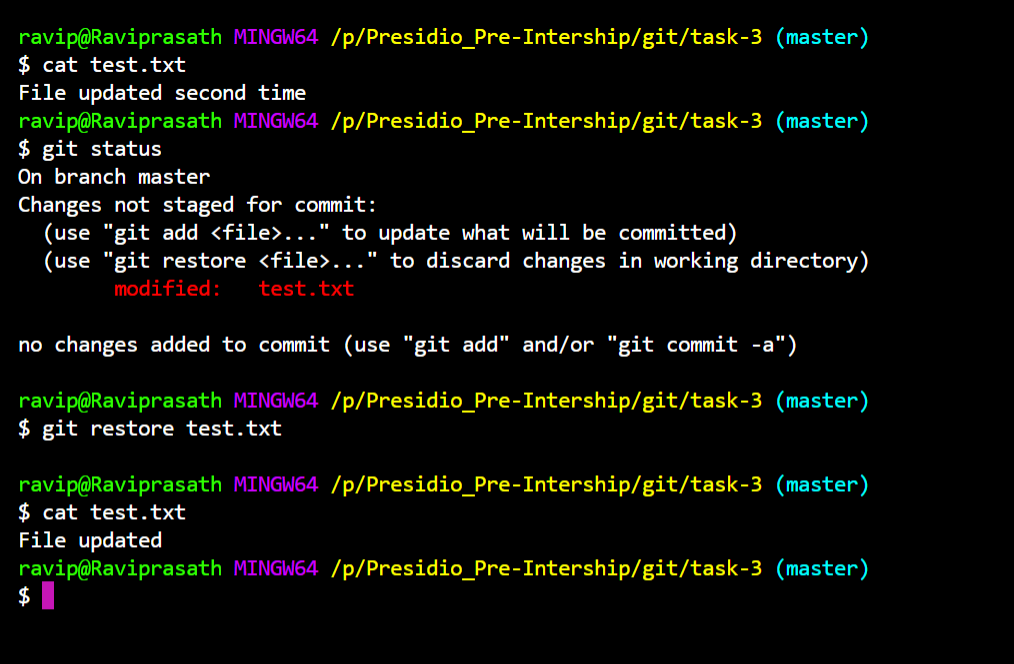 ravip@Raviprasath MINGW64 /p/Presidio_Pre-Intership/git/task-3 (master)
$ cat test.txt
File updated second time
ravip@Raviprasath MINGW64 /p/Presidio_Pre-Intership/git/task-3 (master)
$ git status
On branch master
Changes not staged for commit:
  (use "git add <file>..." to update what will be committed)
  (use "git restore <file>..." to discard changes in working directory)
        modified:   test.txt

no changes added to commit (use "git add" and/or "git commit -a")

ravip@Raviprasath MINGW64 /p/Presidio_Pre-Intership/git/task-3 (master)
$ git restore test.txt

ravip@Raviprasath MINGW64 /p/Presidio_Pre-Intership/git/task-3 (master)
$ cat test.txt
File updated
ravip@Raviprasath MINGW64 /p/Presidio_Pre-Intership/git/task-3 (master)
$